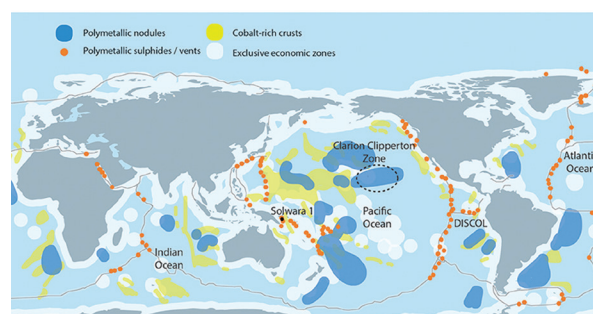 Polymetallic nodules
Cobalt-rich crusts
Polymetallic sulphides / vents
Exclusive economic zones
Clarion Clipperton
Zone
Atlanti
Ocean
Solwara 1
Pacific
Ocean
DISCOL
Indian
Ocean